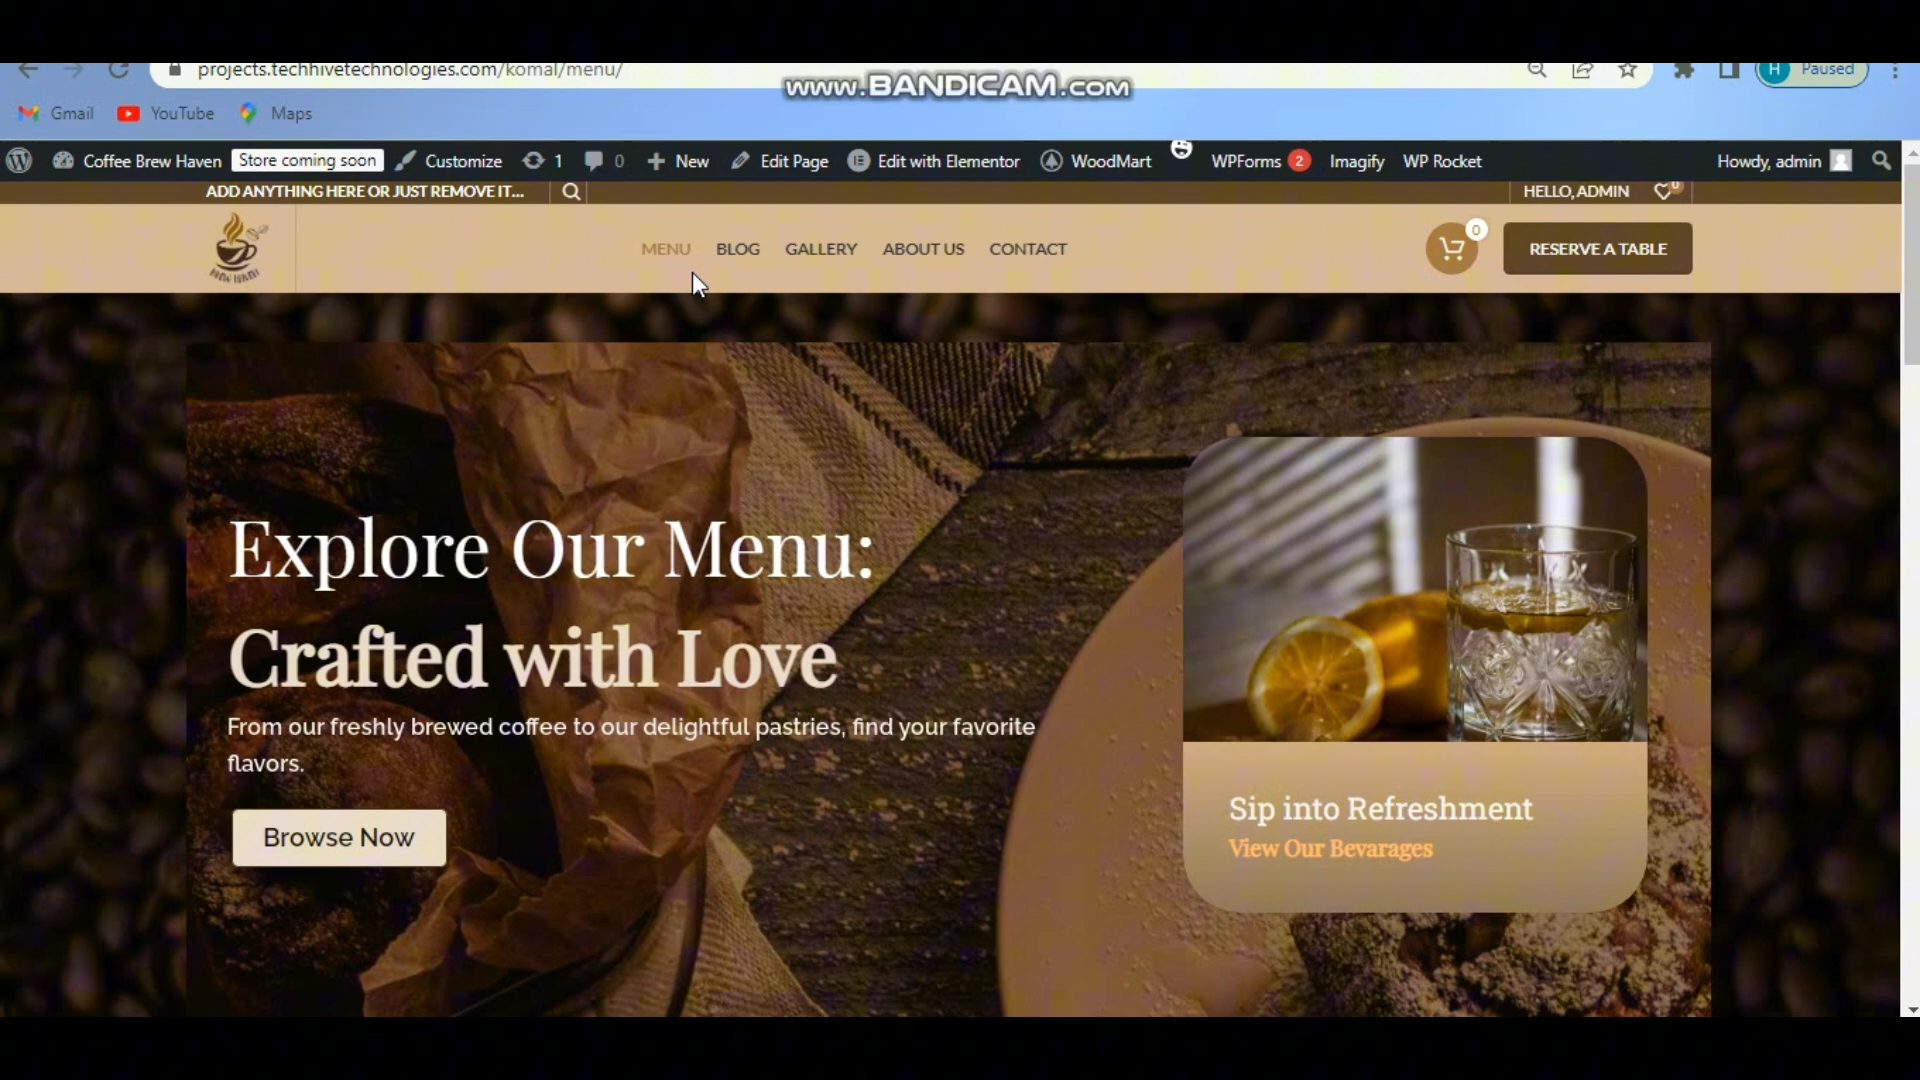 projects.techhivetechnologies.com/komal/menu/
www.BANDICAM.com
H Paused
Gmail YouTube Maps
Coffee Brew Haven Store coming soon Customize 1 0 New Edit Page Edit with Elementor WoodMart WPForms 2 Imagify WP Rocket Howdy, admin
ADD ANYTHING HERE OR JUST REMOVE IT... HELLO, ADMIN 0
MENU BLOG GALLERY ABOUT US CONTACT 0 RESERVE A TABLE
Explore Our Menu:
Crafted with Love
From our freshly brewed coffee to our delightful pastries, find your favorite
flavors.
Browse Now
Sip into Refreshment
View Our Bevarages